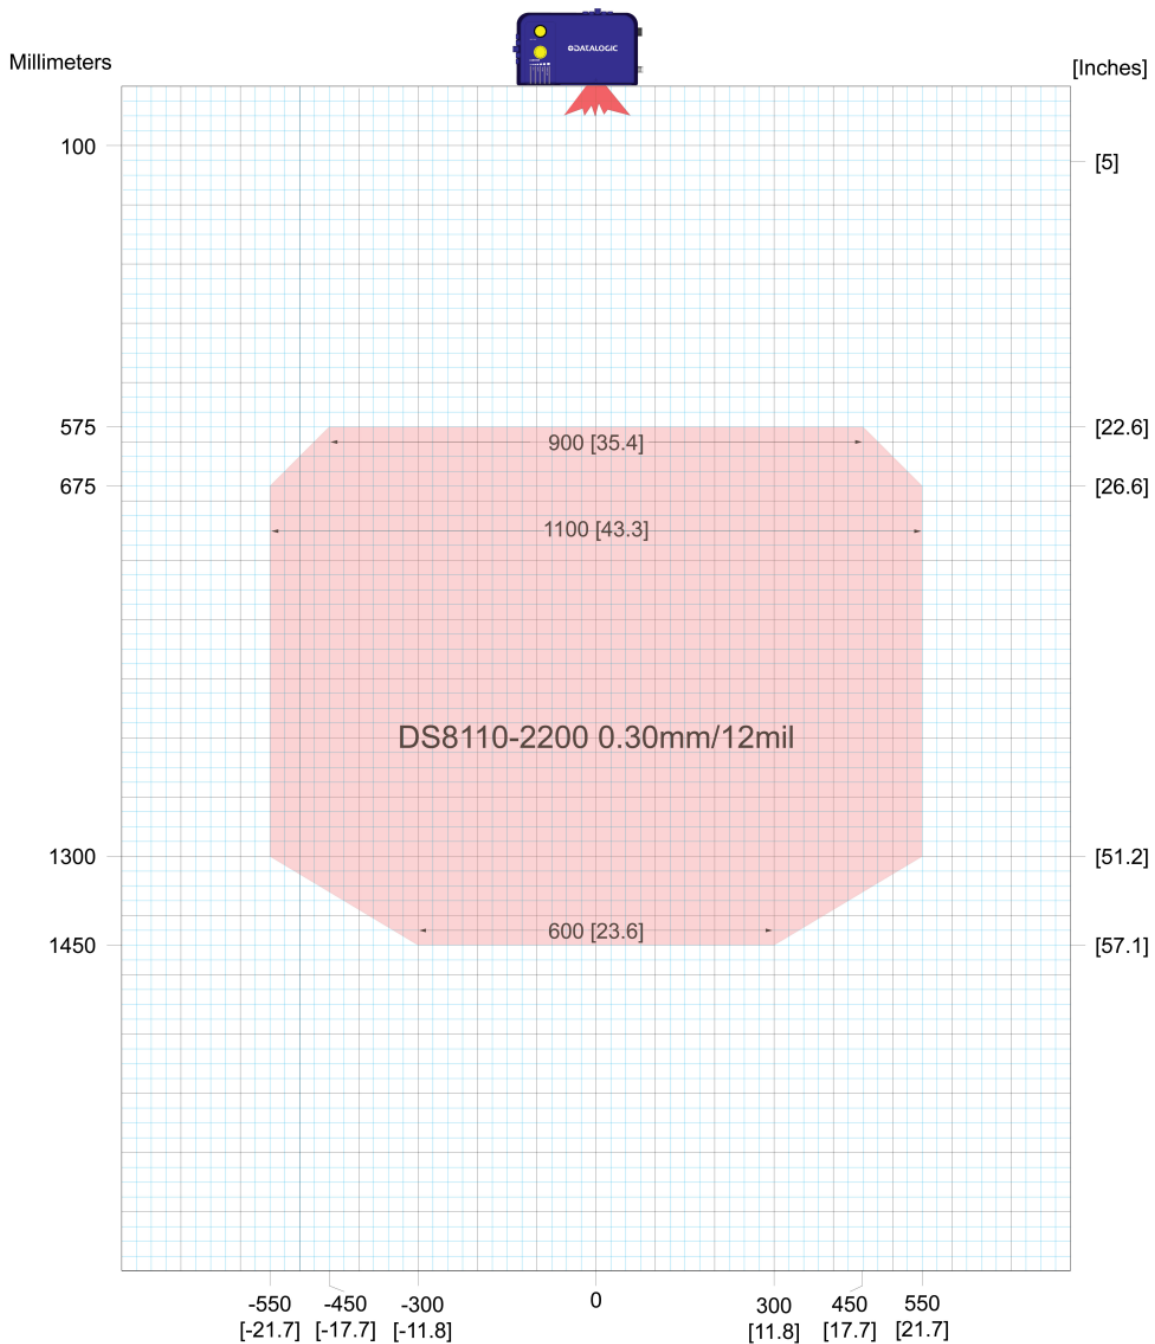 DATALOGIC
Millimeters
[Inches]
100
[5]
575
[22.6]
900 [35.4]
675
[26.6]
1100 [43.3]
DS8110-2200 0.30mm/12mil
1300
[51.2]
600 [23.6]
1450
[57.1]
-550 -450 -300 0 300 450 550
[-21.7] [-17.7] [-11.8] [11.8] [17.7] [21.7]